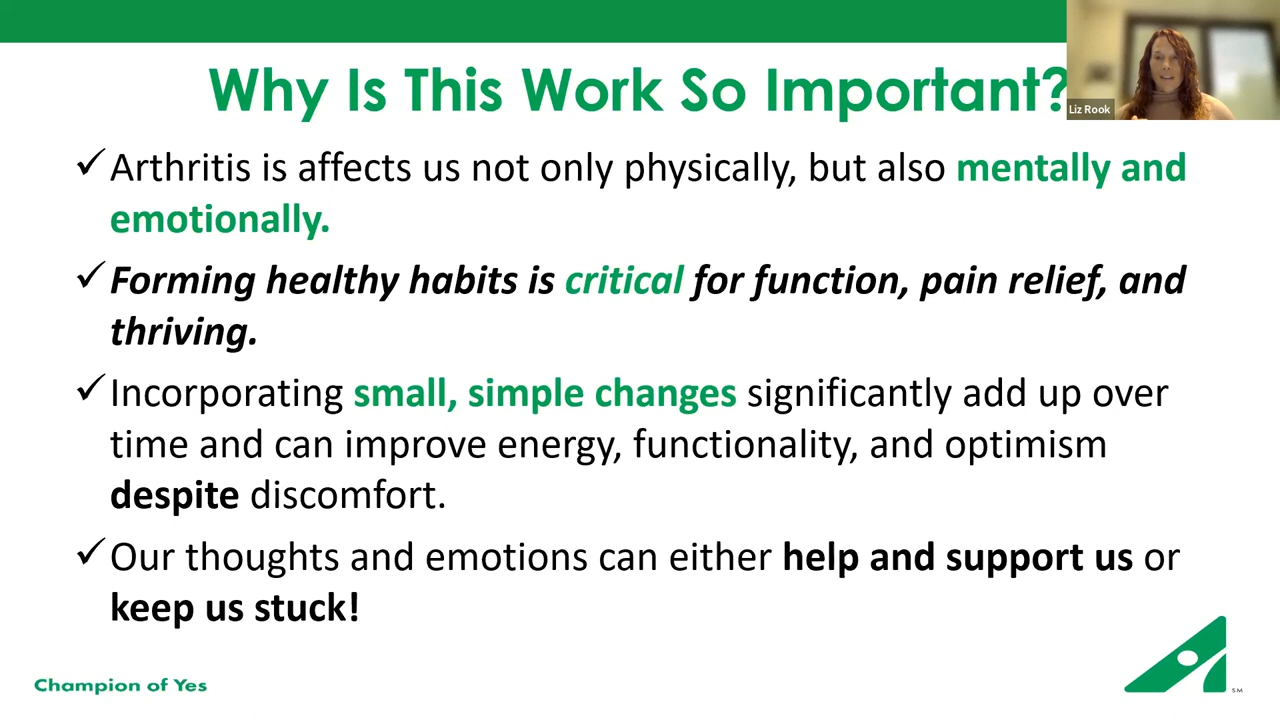 Why Is This Work So Important?
Liz Rook
✓Arthritis is affects us not only physically, but also mentally and
emotionally.
✓Forming healthy habits is critical for function, pain relief, and
thriving.
✓Incorporating small, simple changes significantly add up over
time and can improve energy, functionality, and optimism
despite discomfort.
✓Our thoughts and emotions can either help and support us or
keep us stuck!
Champion of Yes
SM